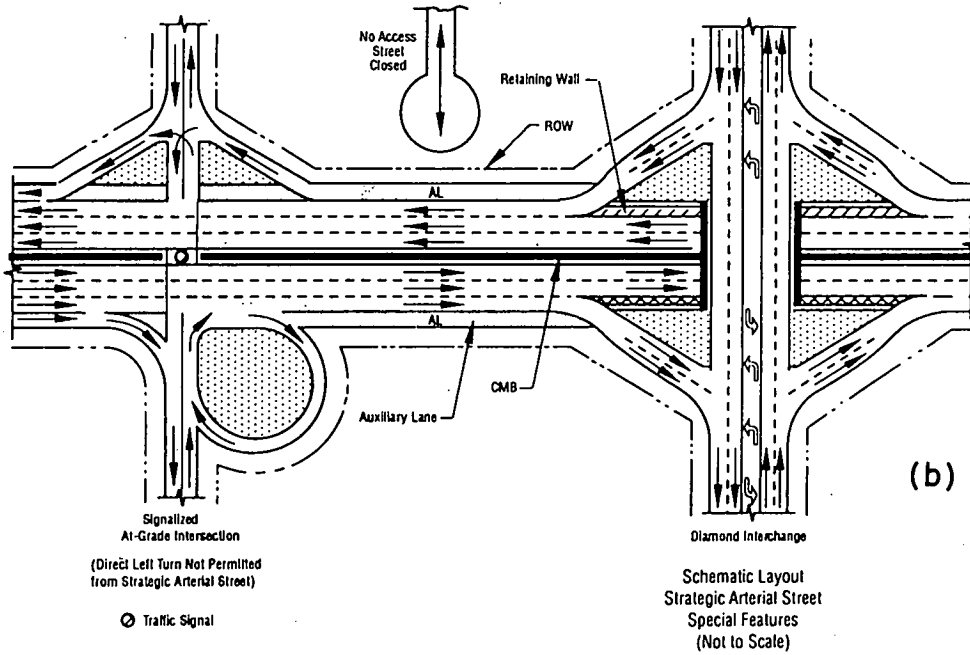 No Access
Street
Closed
Retaining Wall
ROW
AL
AL
CMB
Auxiliary Lane
(b)
Signalized
At-Grade Intersection
(Direct Left Turn Not Permitted
from Strategic Arterial Street)
Traffic Signal
Diamond Interchange
Schematic Layout
Strategic Arterial Street
Special Features
(Not to Scale)